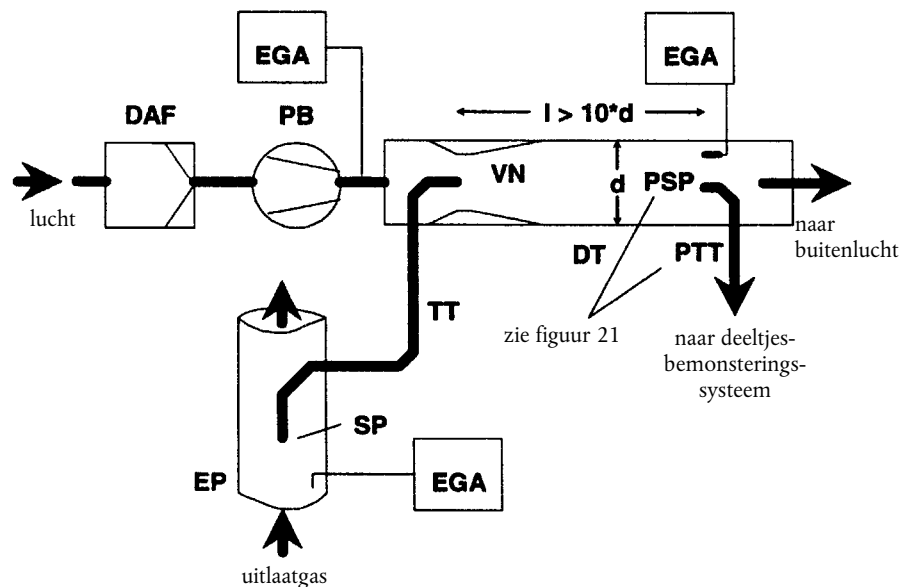 EGA
EGA
DAF
PB
l > 10*d
lucht
VN
d
PSP
naar
buitenlucht
DT
PTT
TT
zie figuur 21
naar deeltjes-
bemonsterings-
systeem
SP
EP
EGA
uitlaatgas